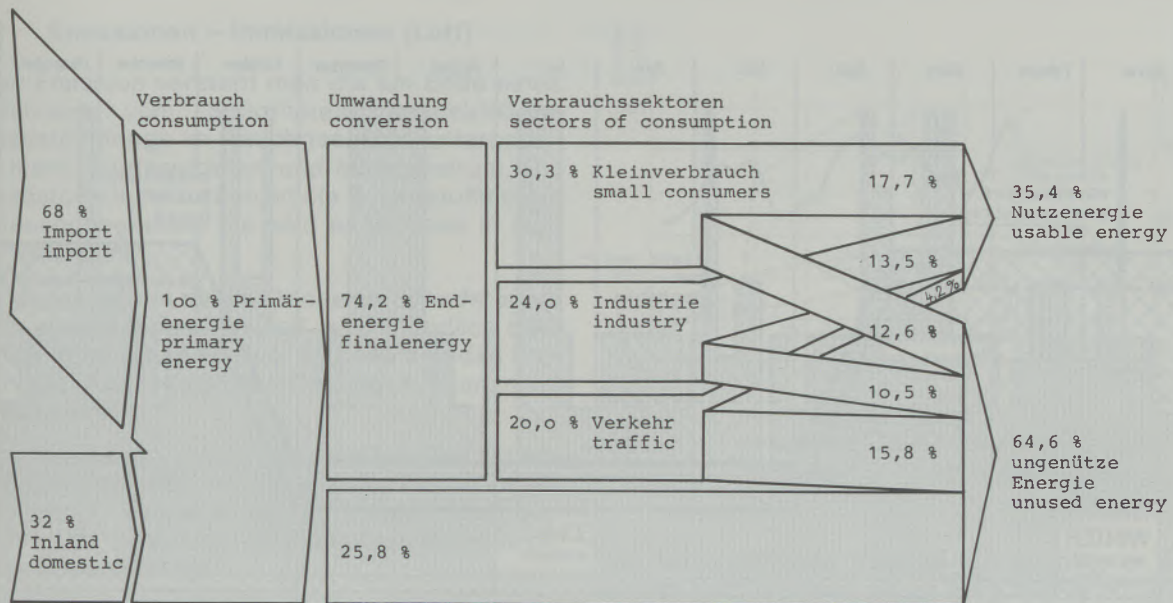 Verbrauch
consumption
Umwandlung
conversion
Verbrauchssektoren
sectors of consumption
68 %
Import
import
32 %
Inland
domestic
1oo % Primär-
energie
primary
energy
74,2 % End-
energie
finalenergy
25,8 %
3o,3 % Kleinverbrauch
small consumers
24,o % Industrie
industry
2o,o % Verkehr
traffic
17,7 %
13,5 %
4,2%
12,6 %
1o,5 %
15,8 %
35,4 %
Nutzenergie
usable energy
64,6 %
ungenütze
Energie
unused energy